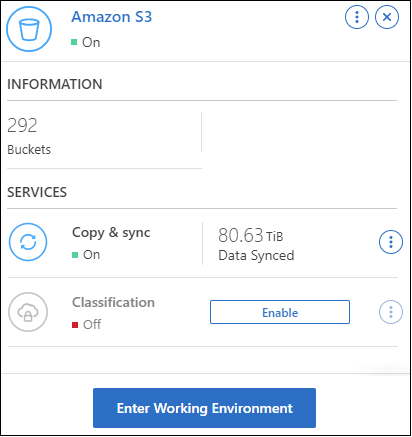 Amazon S3
On
INFORMATION
292
Buckets
SERVICES
Copy & sync
On
80.63 TiB
Data Synced
Classification
Off
Enable
Enter Working Environment